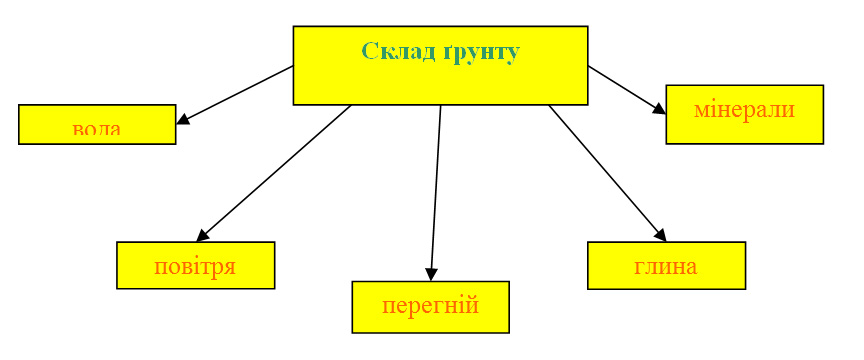 Склад ґрунту
вода
мінерали
повітря
глина
перегній